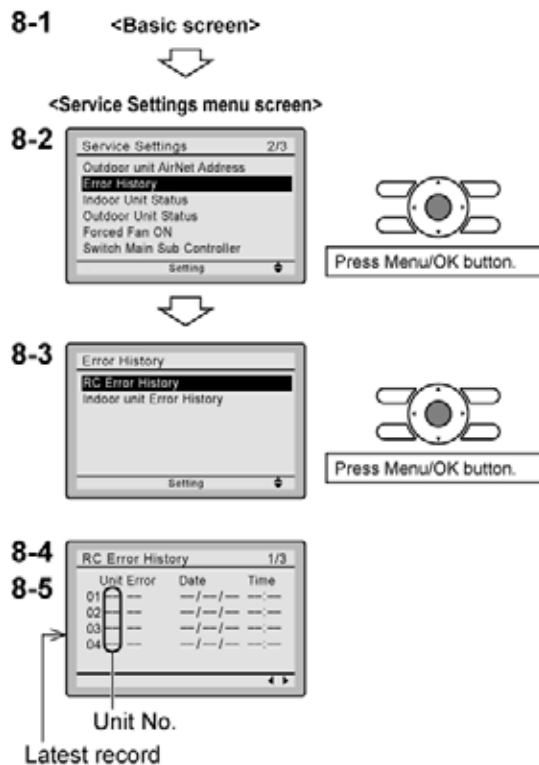 8-1 <Basic screen>
<Service Settings menu screen>
8-2
Service Settings 2/3
Outdoor unit AirNet Address
Error History
Indoor Unit Status
Outdoor Unit Status
Forced Fan ON
Switch Main Sub Controller
Setting
Press Menu/OK button.
8-3
Error History
RC Error History
Indoor unit Error History
Setting
Press Menu/OK button.
8-4
8-5
RC Error History 1/3
Unit Error Date Time
01 — — —/—/— —:—
02 — — —/—/— —:—
03 — — —/—/— —:—
04 — — —/—/— —:—
Unit No.
Latest record